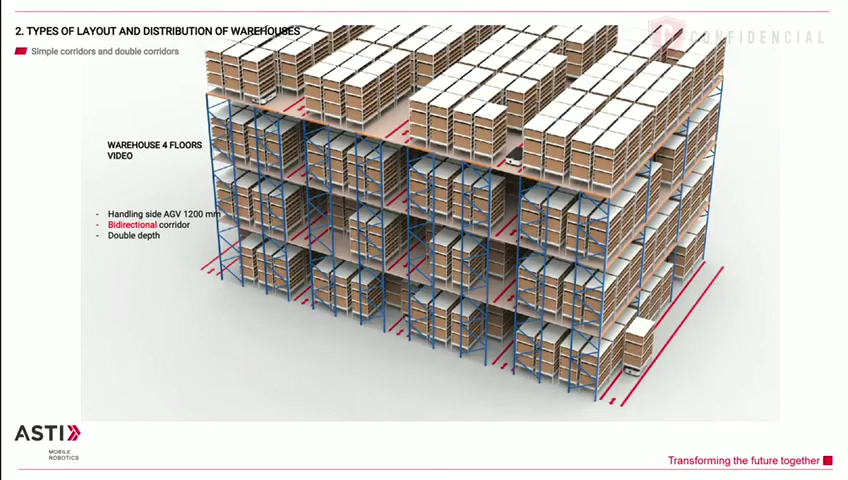 2. TYPES OF LAYOUT AND DISTRIBUTION OF WAREHOUSES
CONFIDENCIAL
Simple corridors and double corridors
WAREHOUSE 4 FLOORS
VIDEO
- Handling side AGV 1200 mm
- Bidirectional corridor
- Double depth
ASTI
MOBILE
ROBOTICS
Transforming the future together